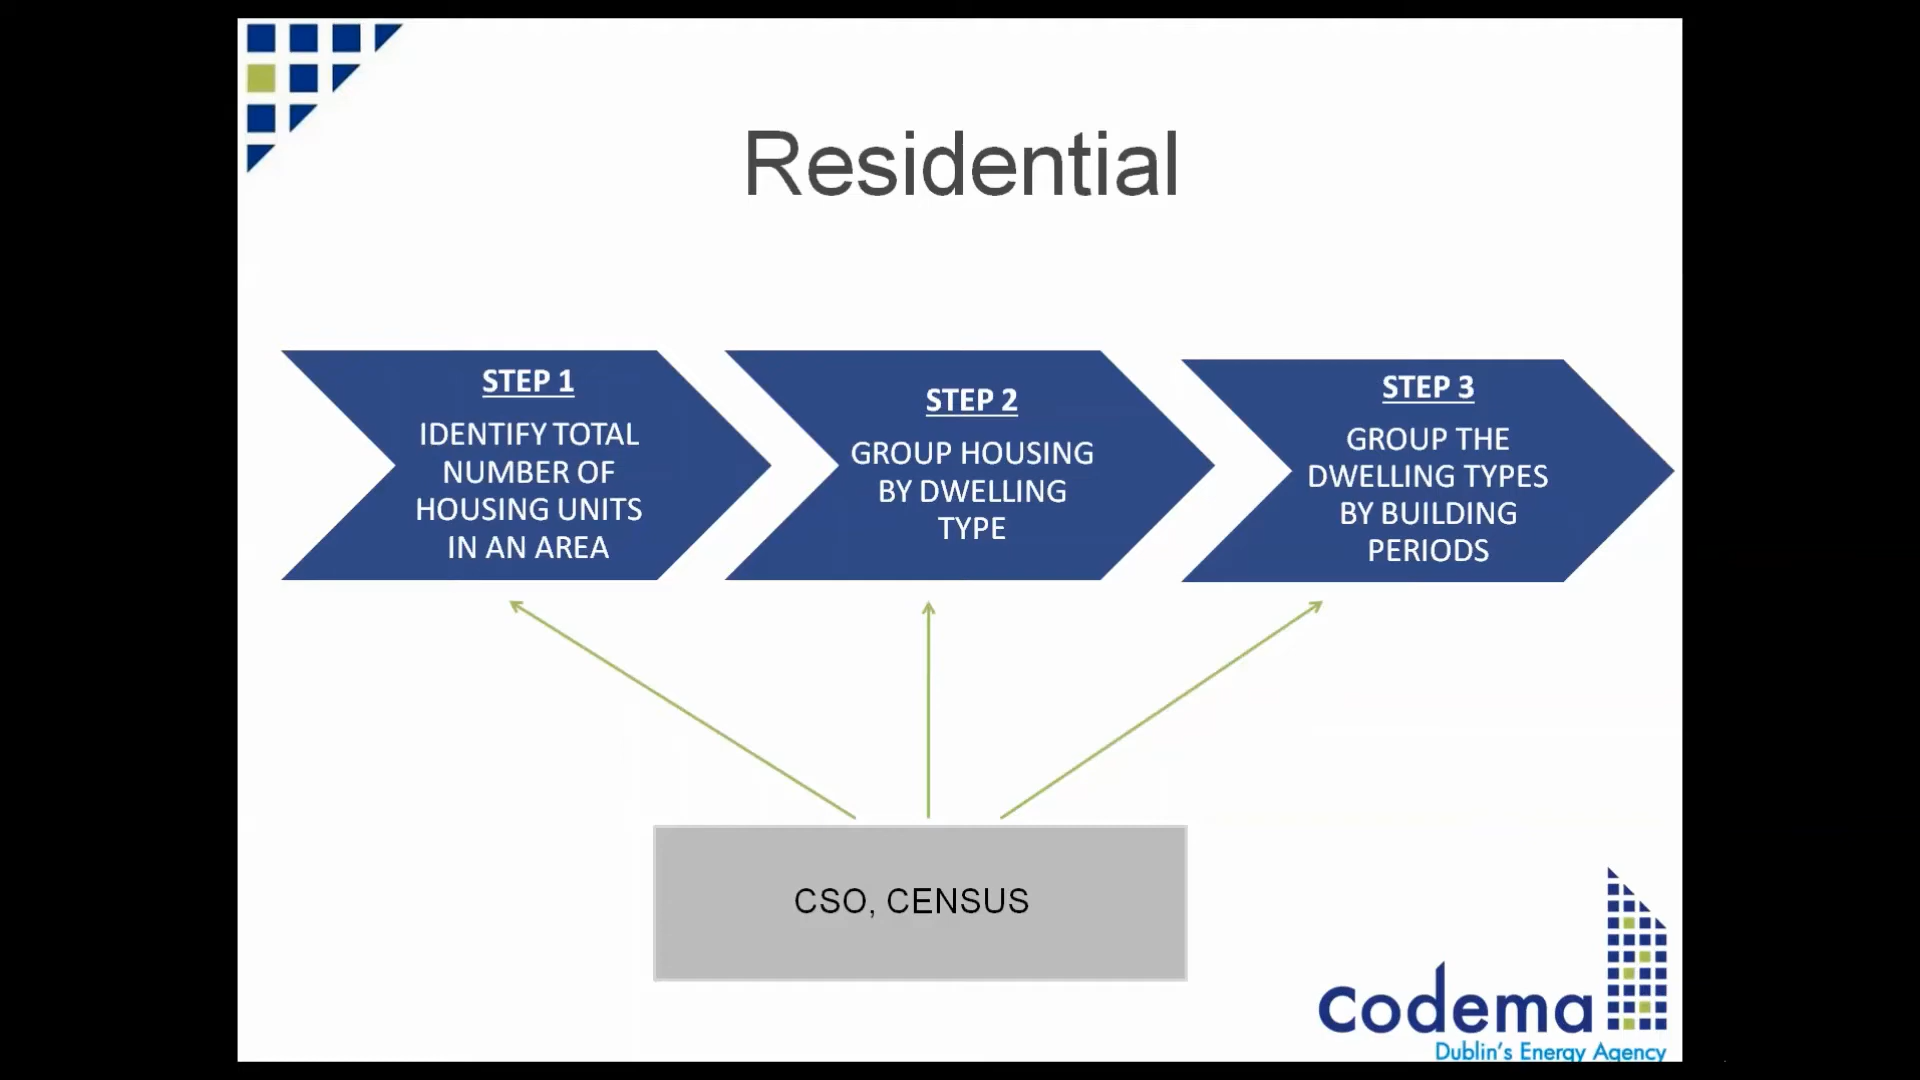 Residential
STEP 1
IDENTIFY TOTAL
NUMBER OF
HOUSING UNITS
IN AN AREA
STEP 2
GROUP HOUSING
BY DWELLING
TYPE
STEP 3
GROUP THE
DWELLING TYPES
BY BUILDING
PERIODS
CSO, CENSUS
codema
Dublin's Energy Agency